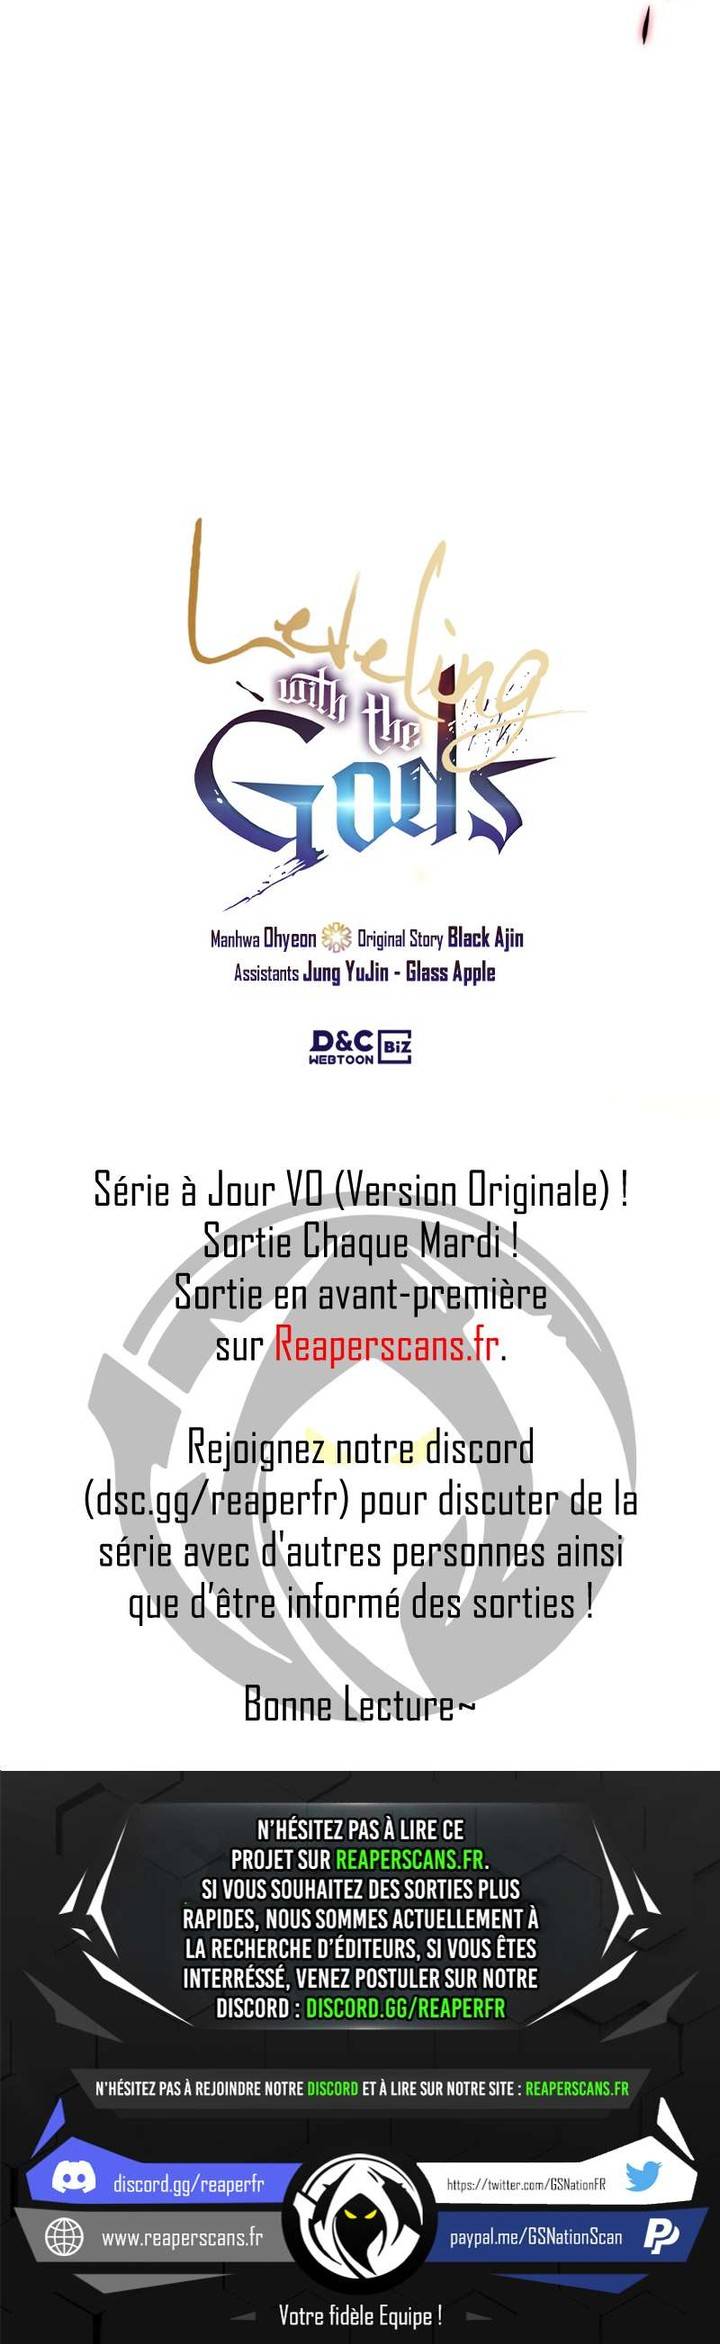 Leveling
with the
Gods
Manhwa Ohyeon Original Story Black Ajin
Assistants Jung YuJin - Glass Apple
D&C BiZ
WEBTOON
Série à Jour VO (Version Originale) !
Sortie Chaque Mardi !
Sortie en avant-première
sur Reaperscans.fr.
Rejoignez notre discord
(dsc.gg/reaperfr) pour discuter de la
série avec d'autres personnes ainsi
que d'être informé des sorties !
Bonne Lecture~
N'HÉSITEZ PAS À LIRE CE
PROJET SUR REAPERSCANS.FR.
SI VOUS SOUHAITEZ DES SORTIES PLUS
RAPIDES, NOUS SOMMES ACTUELLEMENT À
LA RECHERCHE D'ÉDITEURS, SI VOUS ÊTES
INTERRÉSSÉ, VENEZ POSTULER SUR NOTRE
DISCORD : DISCORD.GG/REAPERFR
N'HÉSITEZ PAS À REJOINDRE NOTRE DISCORD ET À LIRE SUR NOTRE SITE : REAPERSCANS.FR
discord.gg/reaperfr
https://twitter.com/GSNationFR
www.reaperscans.fr
paypal.me/GSNationScan
Votre fidèle Equipe !